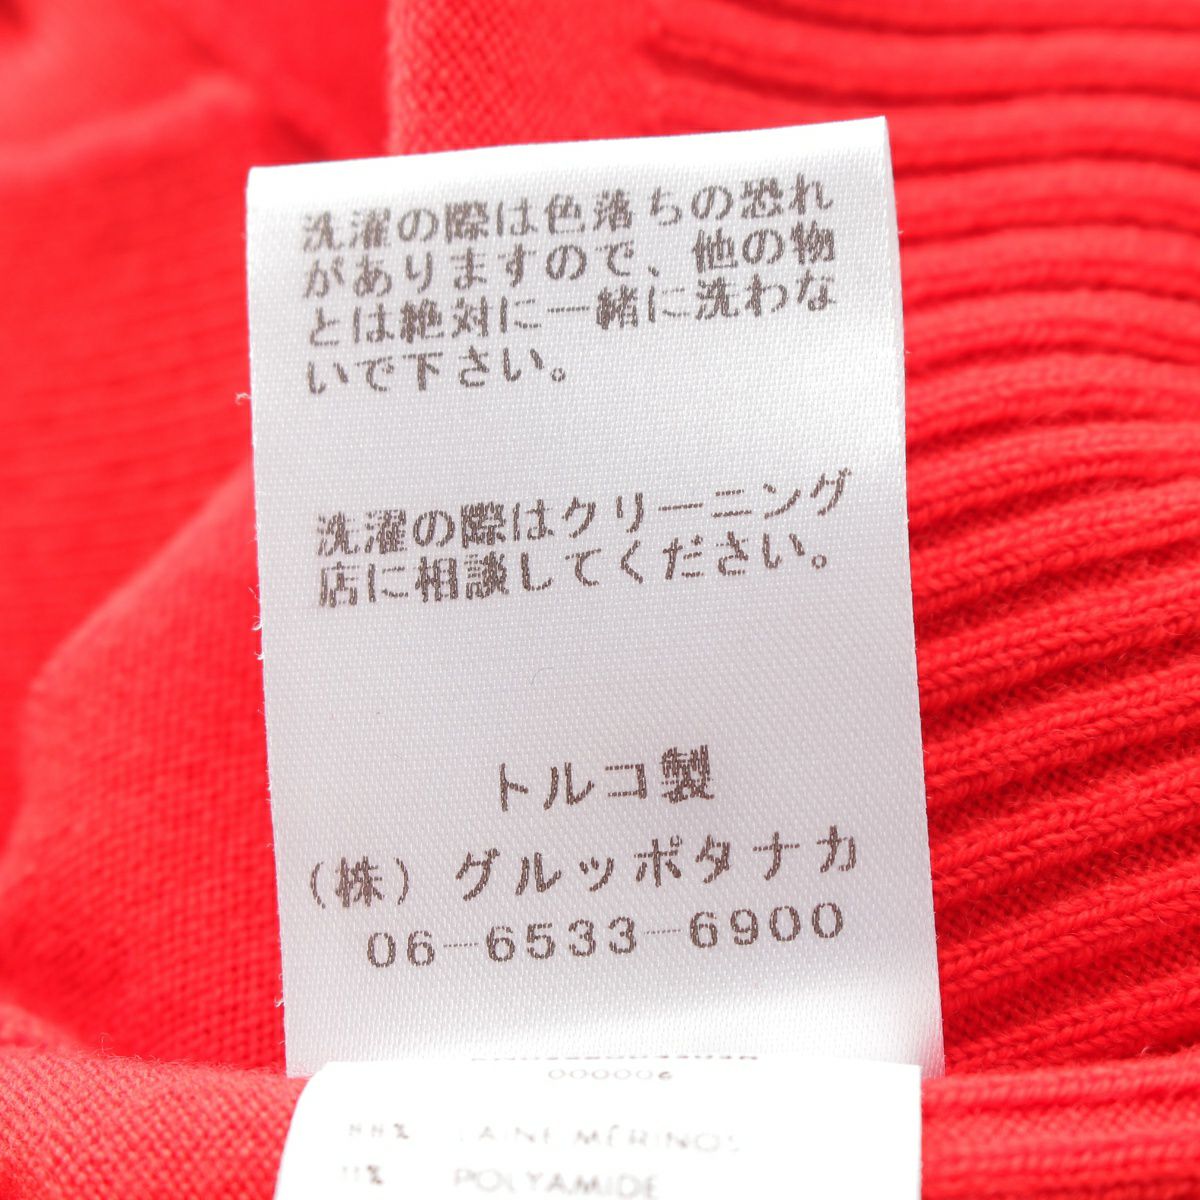 洗濯の際は色落ちの恐れ
がありますので、他の物
とは絶対に一緒に洗わな
いで下さい。
洗濯の際はクリーニング
店に相談してください。
トルコ製
（株）グルッポタナカ
06-6533-6900
% LAINE MERINOS
% POLYAMIDE